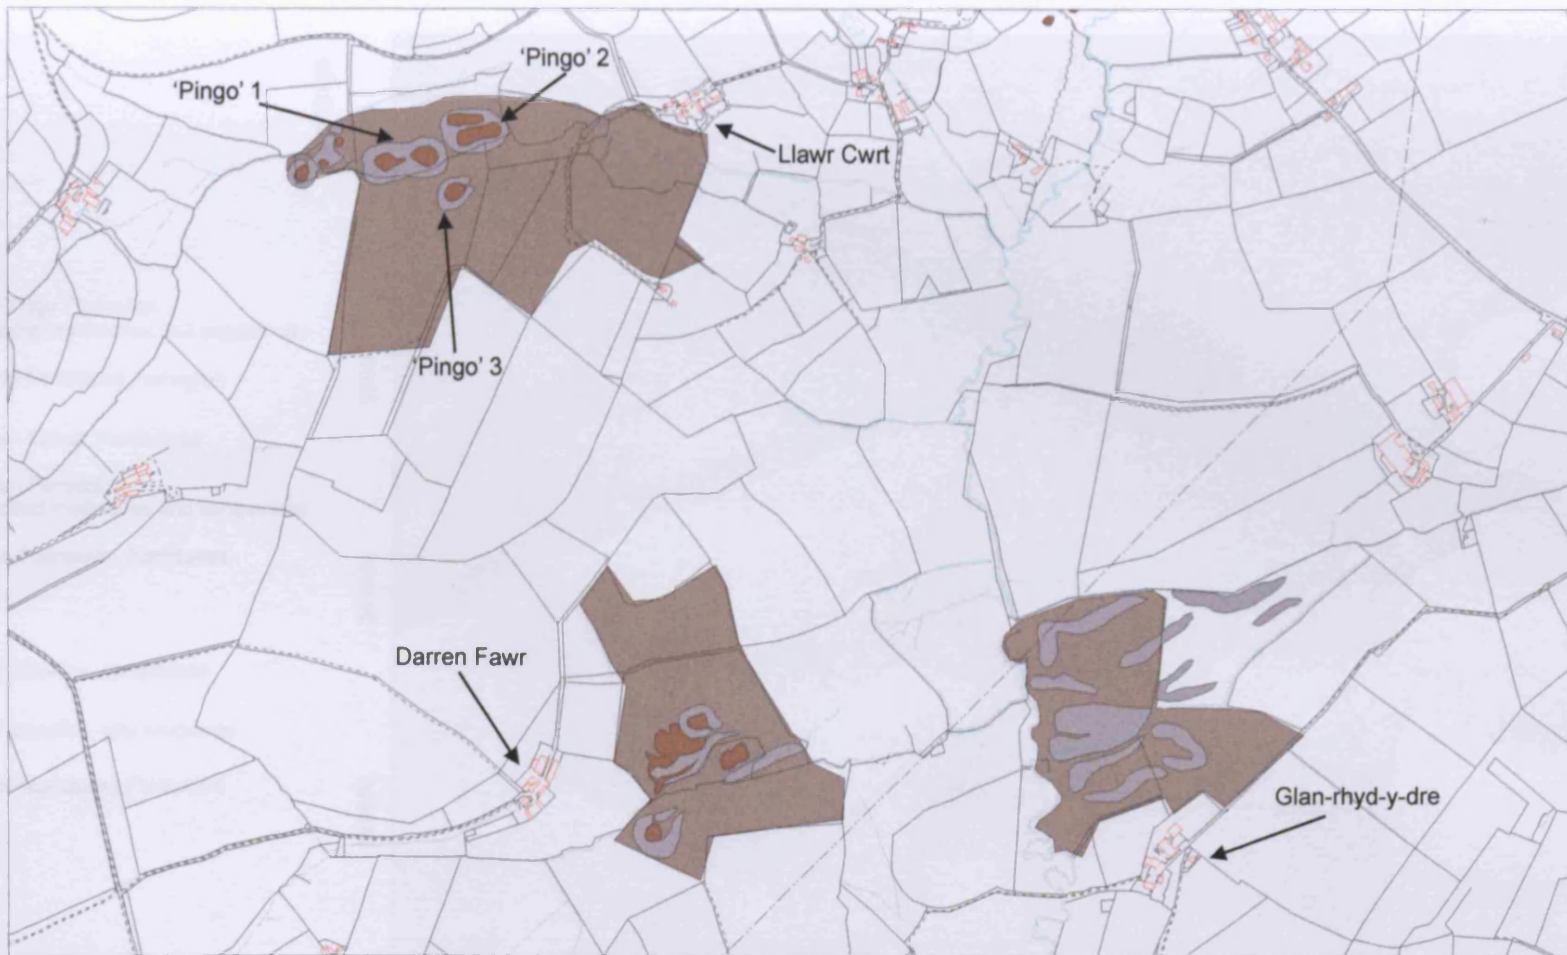 'Pingo' 2
'Pingo' 1
Llawr Cwrt
'Pingo' 3
Darren Fawr
Glan-rhyd-y-dre